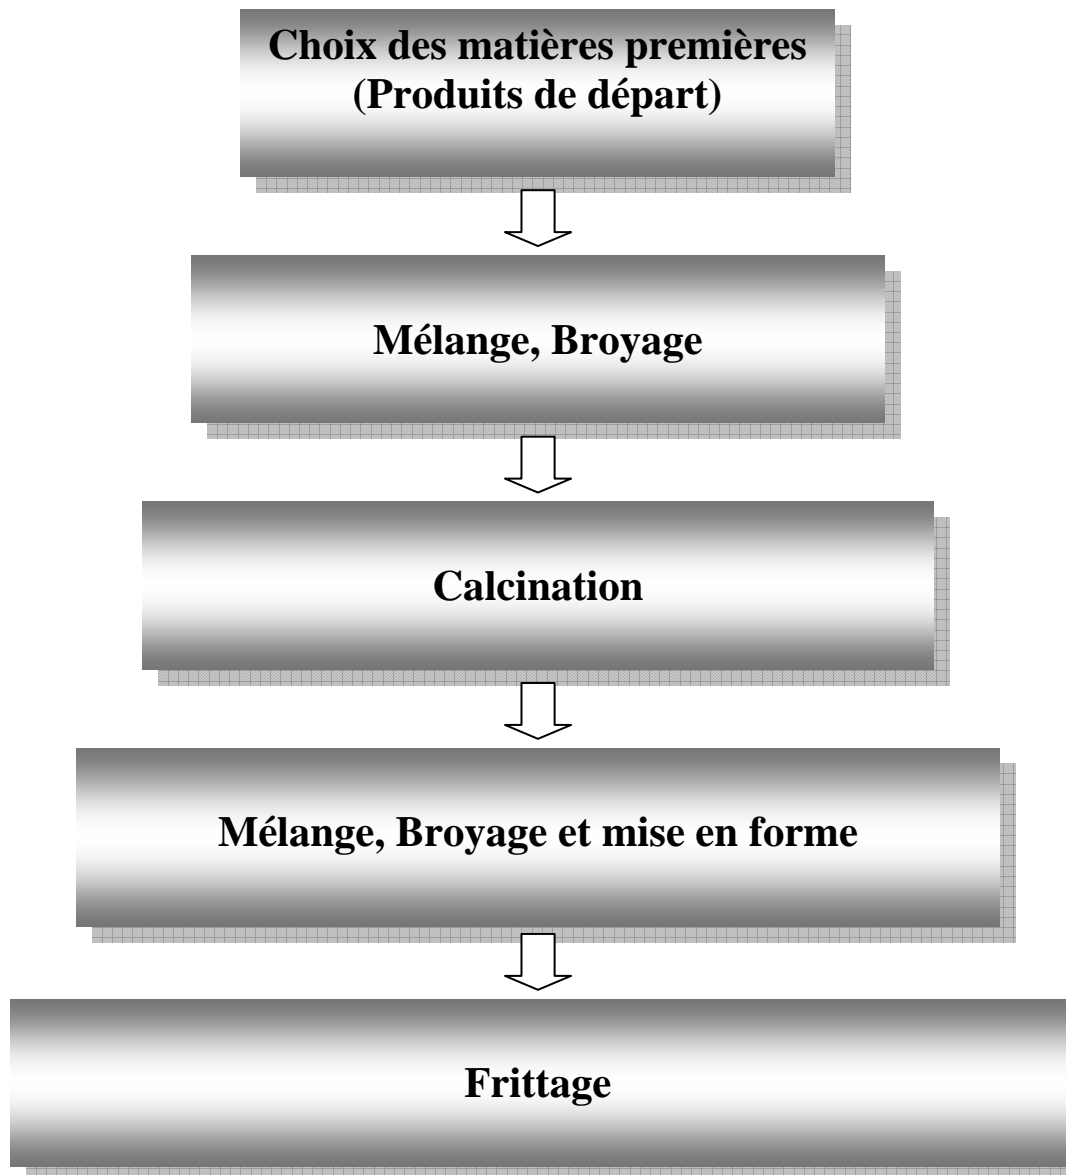 Choix des matières premières
(Produits de départ)
Mélange, Broyage
Calcination
Mélange, Broyage et mise en forme
Frittage